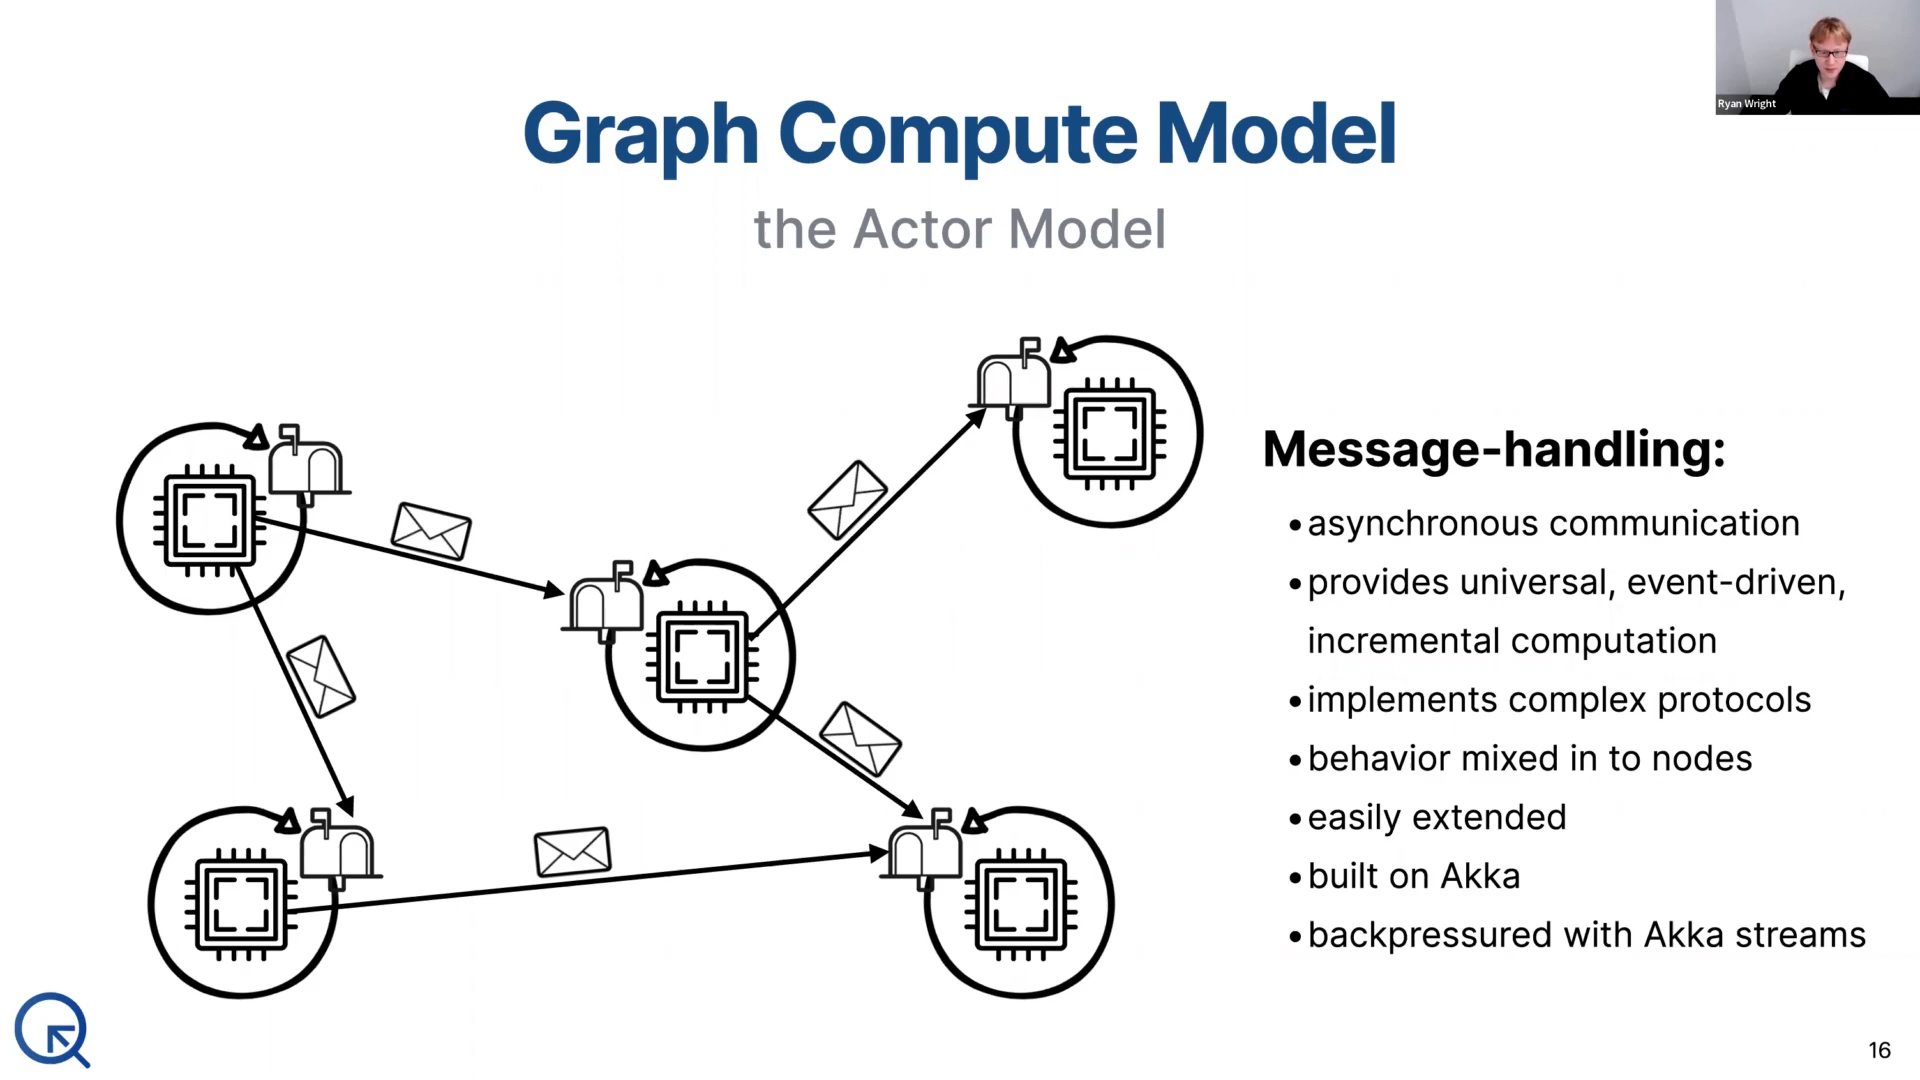 Ryan Wright
Graph Compute Model
the Actor Model
Message-handling:
•asynchronous communication
•provides universal, event-driven,
incremental computation
•implements complex protocols
•behavior mixed in to nodes
•easily extended
•built on Akka
•backpressured with Akka streams
16